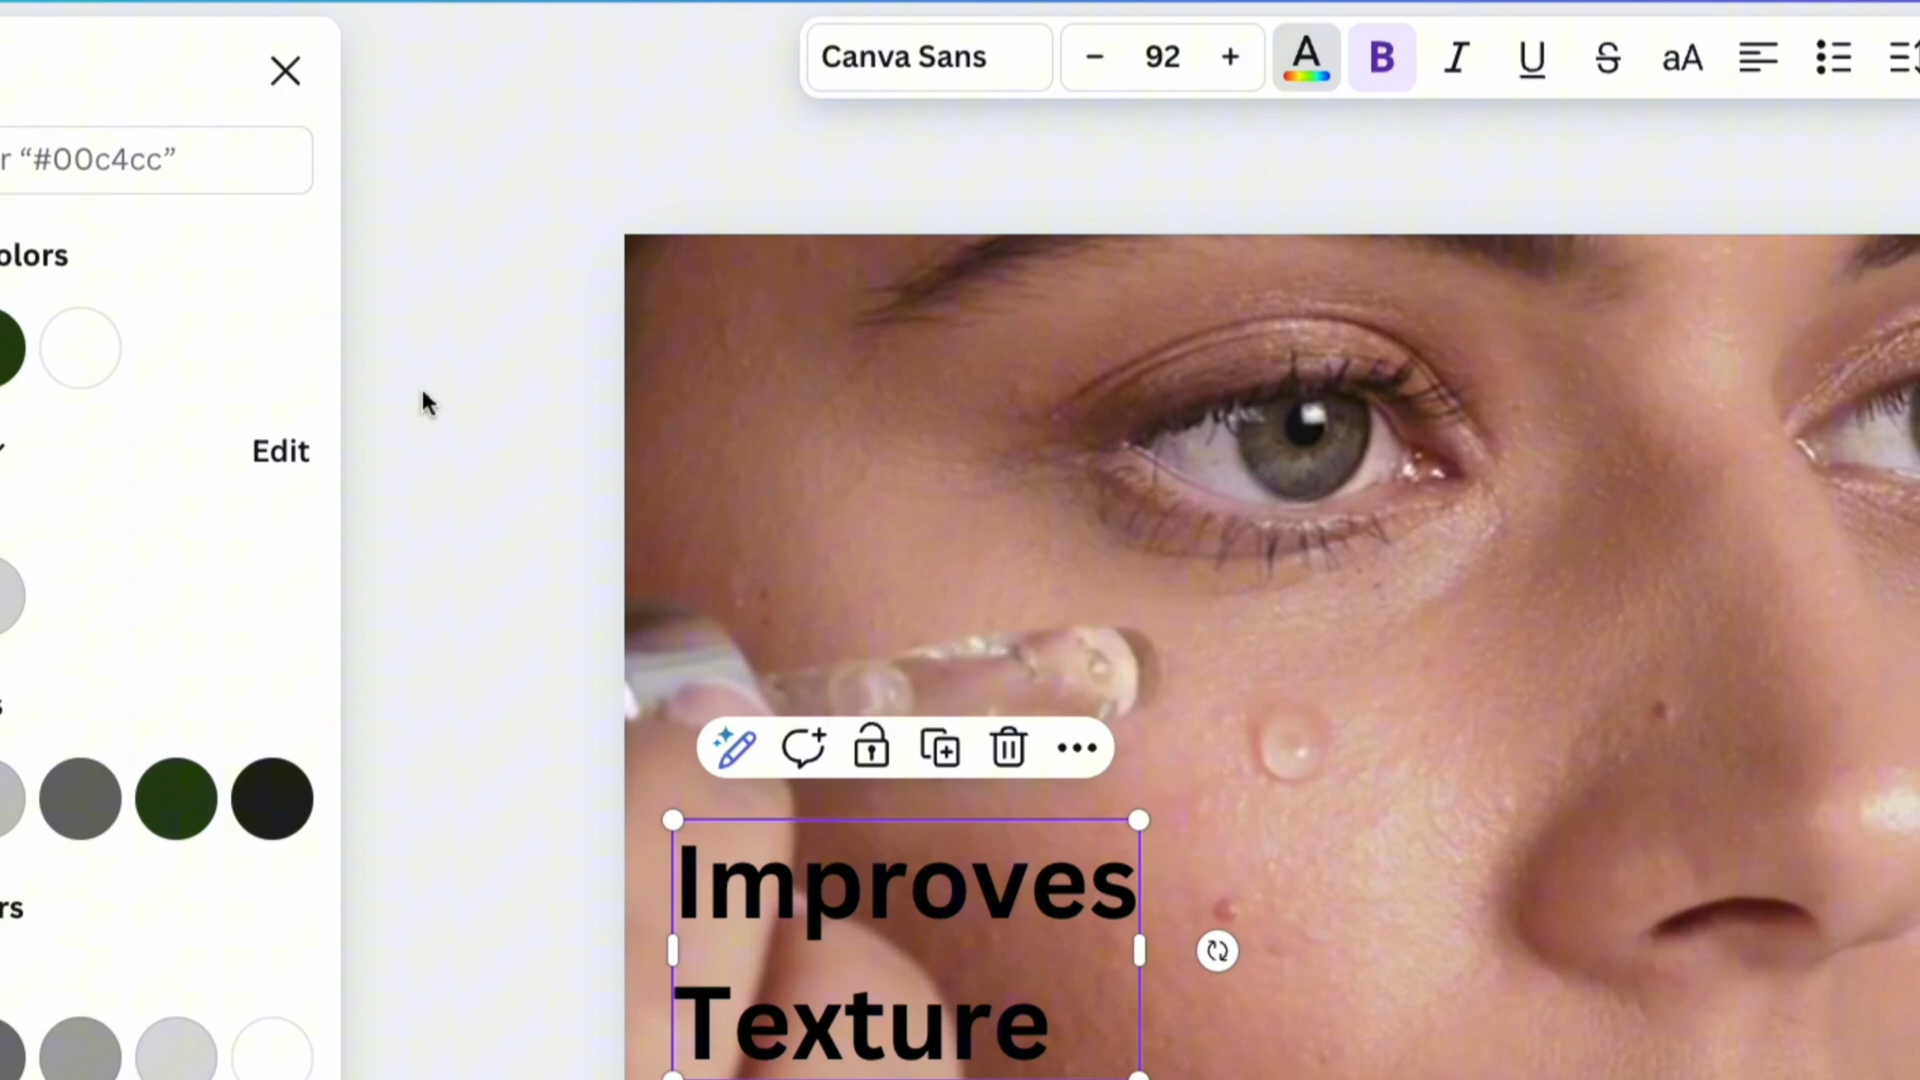 Canva Sans
– 92 +
A B I U S aA
r “#00c4cc”
olors
Edit
s
rs
Improves
Texture